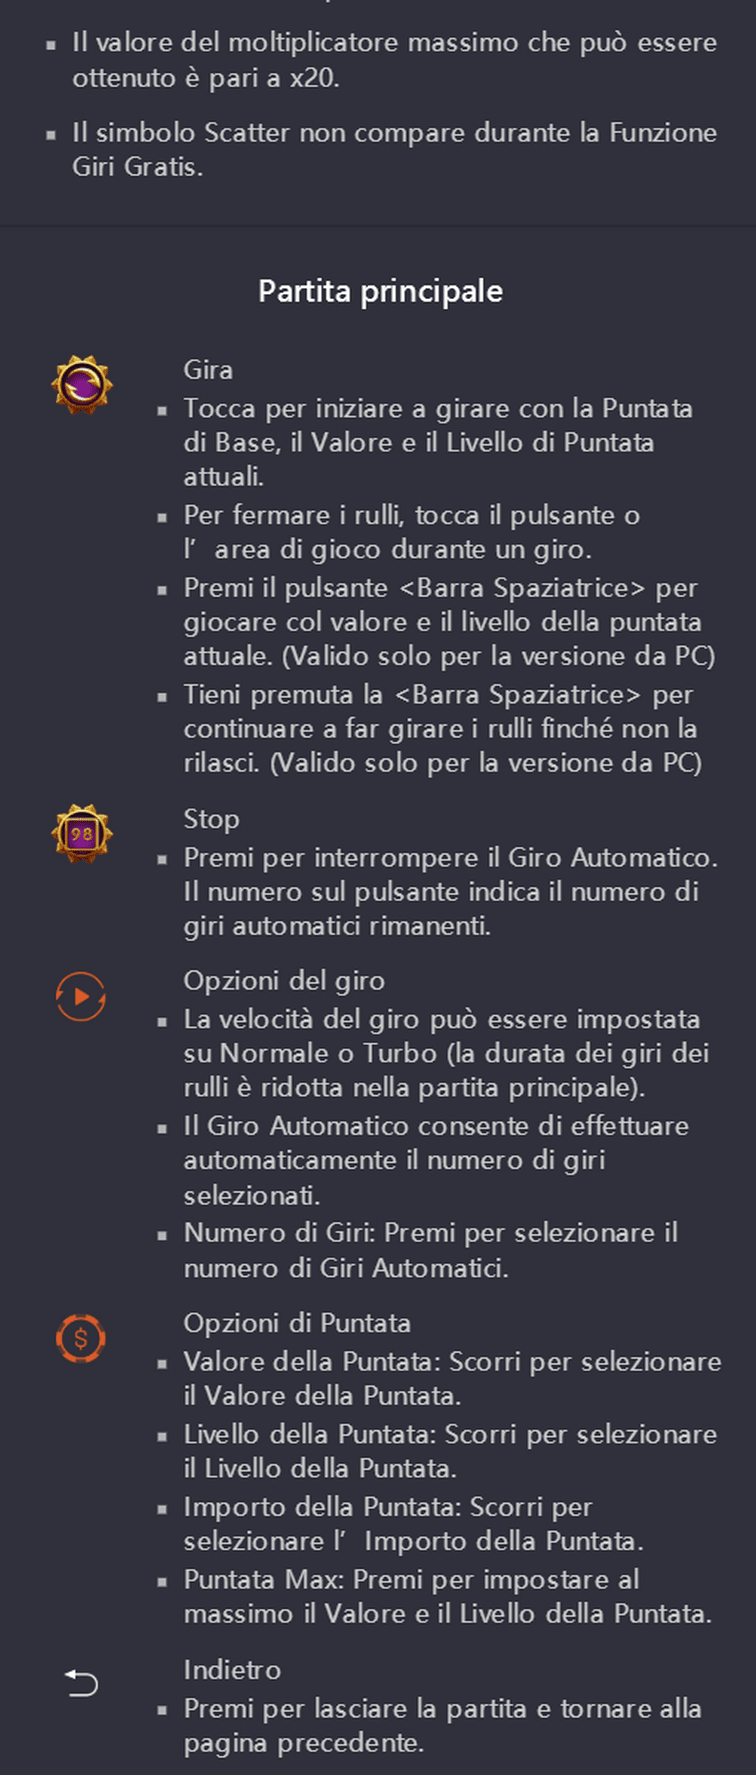 Il valore del moltiplicatore massimo che può essere
ottenuto è pari a x20.
Il simbolo Scatter non compare durante la Funzione
Giri Gratis.
Partita principale
Gira
Tocca per iniziare a girare con la Puntata
di Base, il Valore e il Livello di Puntata
attuali.
Per fermare i rulli, tocca il pulsante o
l’ area di gioco durante un giro.
Premi il pulsante <Barra Spaziatrice> per
giocare col valore e il livello della puntata
attuale. (Valido solo per la versione da PC)
Tieni premuta la <Barra Spaziatrice> per
continuare a far girare i rulli finché non la
rilasci. (Valido solo per la versione da PC)
98
Stop
Premi per interrompere il Giro Automatico.
Il numero sul pulsante indica il numero di
giri automatici rimanenti.
Opzioni del giro
La velocità del giro può essere impostata
su Normale o Turbo (la durata dei giri dei
rulli è ridotta nella partita principale).
Il Giro Automatico consente di effettuare
automaticamente il numero di giri
selezionati.
Numero di Giri: Premi per selezionare il
numero di Giri Automatici.
$
Opzioni di Puntata
Valore della Puntata: Scorri per selezionare
il Valore della Puntata.
Livello della Puntata: Scorri per selezionare
il Livello della Puntata.
Importo della Puntata: Scorri per
selezionare l’ Importo della Puntata.
Puntata Max: Premi per impostare al
massimo il Valore e il Livello della Puntata.
Indietro
Premi per lasciare la partita e tornare alla
pagina precedente.